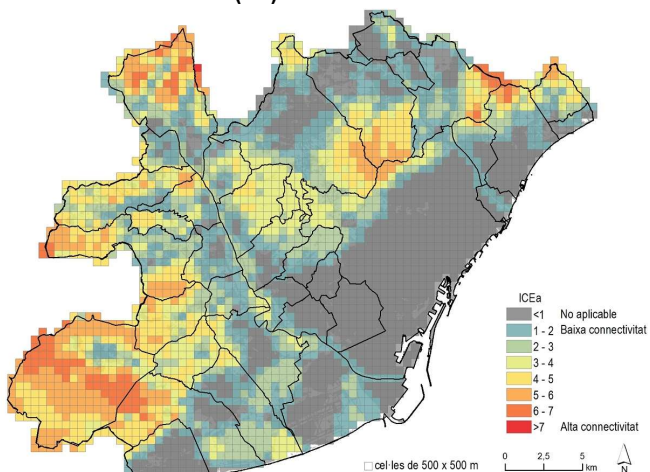 ICEa
<1 No aplicable
1 - 2 Baixa connectivitat
2 - 3
3 - 4
4 - 5
5 - 6
6 - 7
>7 Alta connectivitat
cel·les de 500 x 500 m
0 2,5 5
km
N